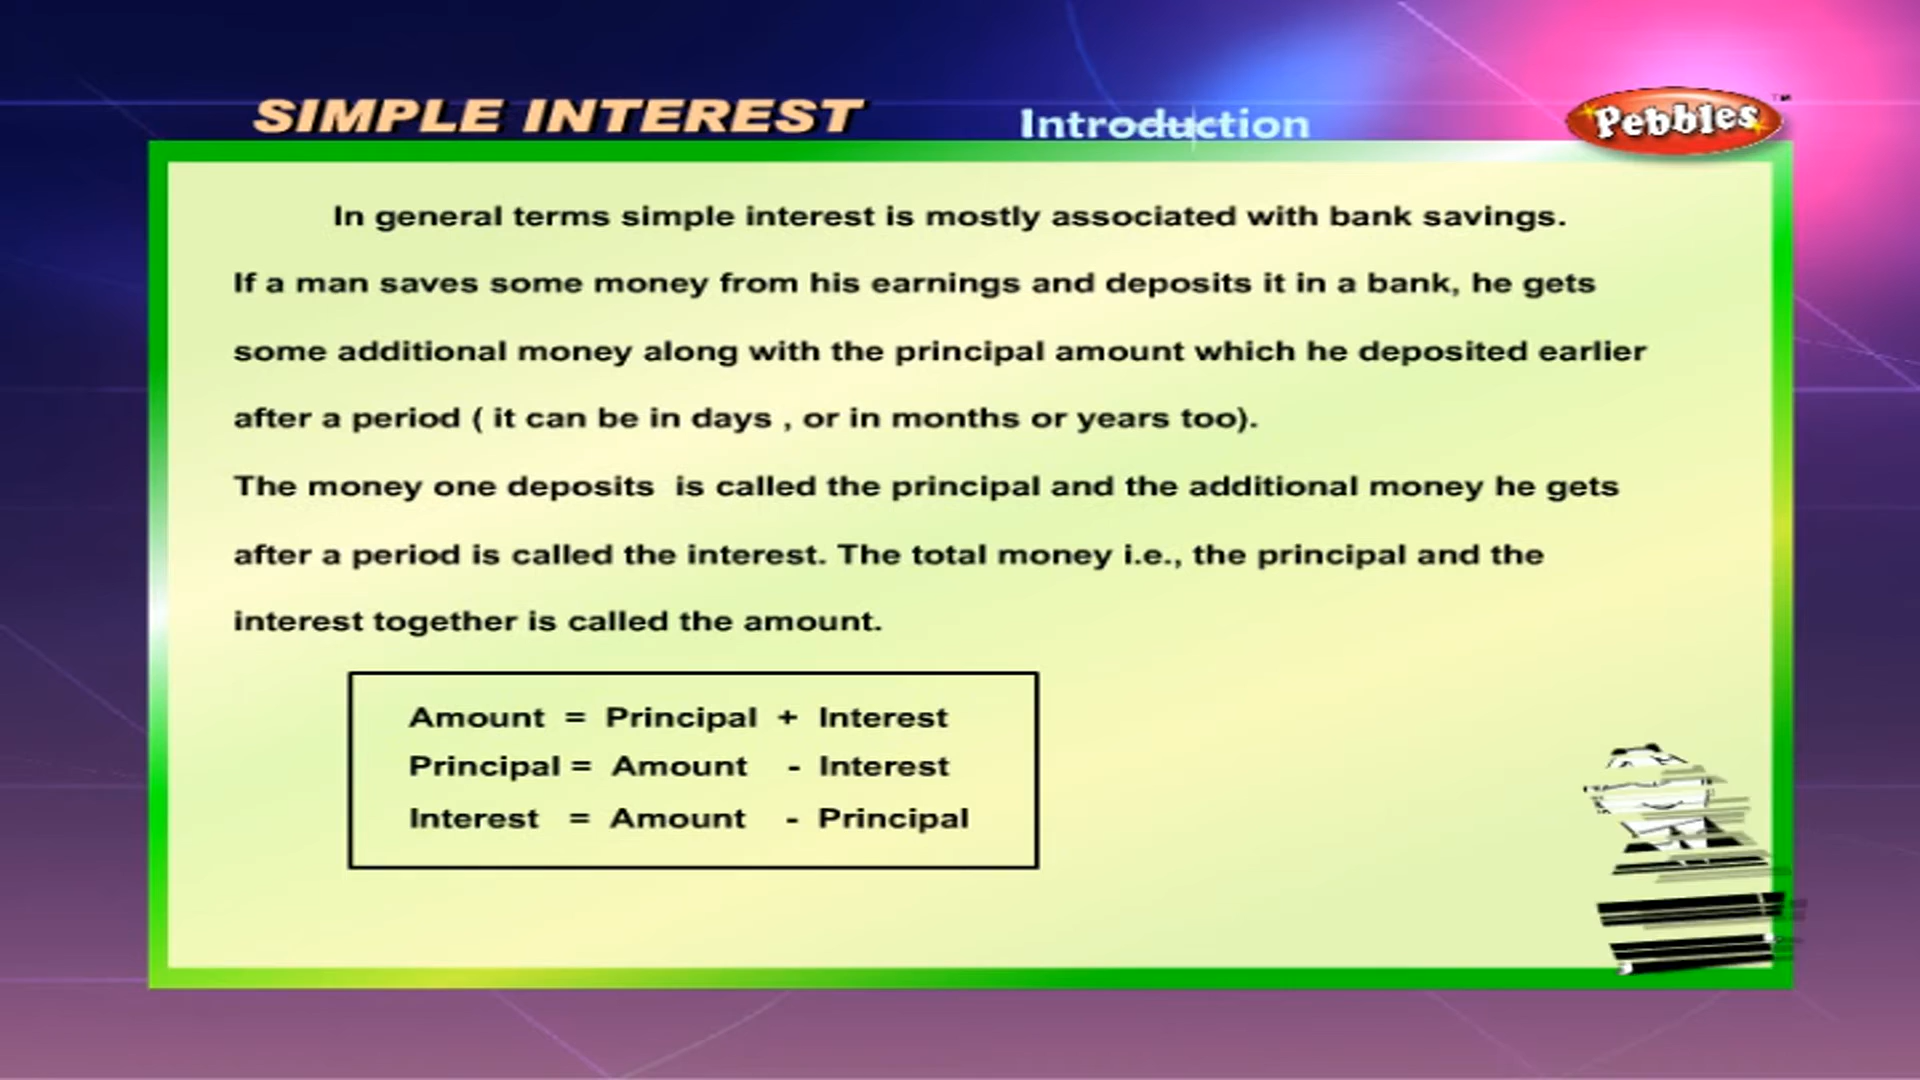 SIMPLE INTEREST
Introduction
Pebbles™
In general terms simple interest is mostly associated with bank savings.
If a man saves some money from his earnings and deposits it in a bank, he gets
some additional money along with the principal amount which he deposited earlier
after a period ( it can be in days , or in months or years too).
The money one deposits is called the principal and the additional money he gets
after a period is called the interest. The total money i.e., the principal and the
interest together is called the amount.
Amount = Principal + Interest
Principal = Amount - Interest
Interest = Amount - Principal